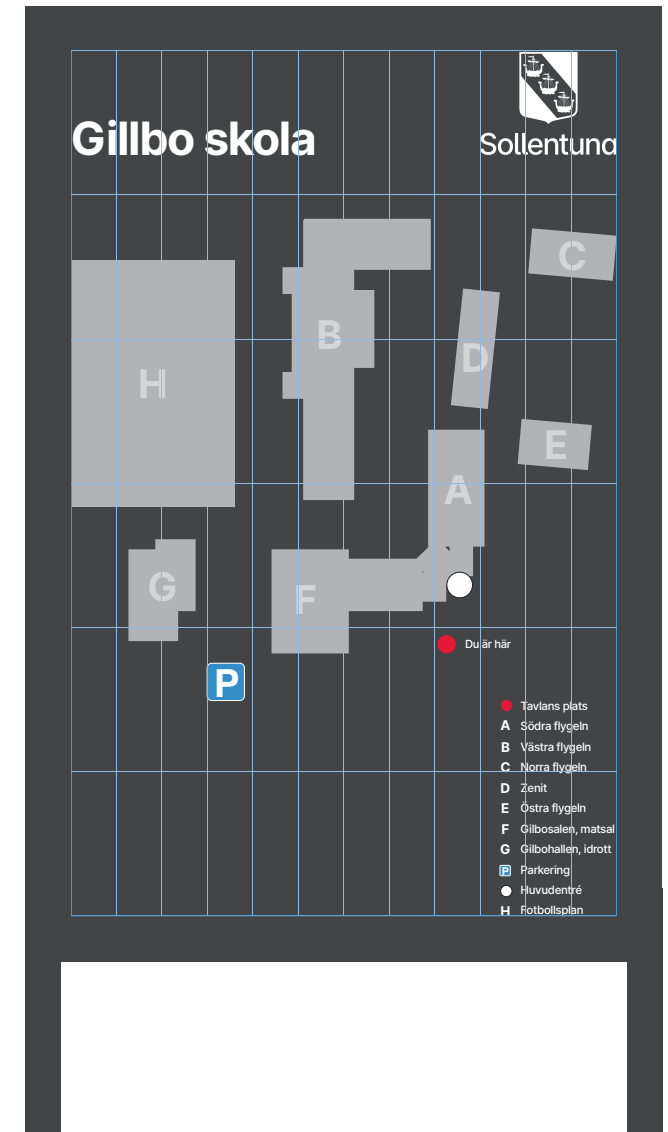 Gillbo skola
Sollentuna
C
B
D
H
E
A
G
F
Du är här
P
Tavlans plats
A Södra flygeln
B Västra flygeln
C Norra flygeln
D Zenit
E Östra flygeln
F Gilbosalen, matsal
G Gilbohallen, idrott
P Parkering
Huvudentré
H Fotbollsplan